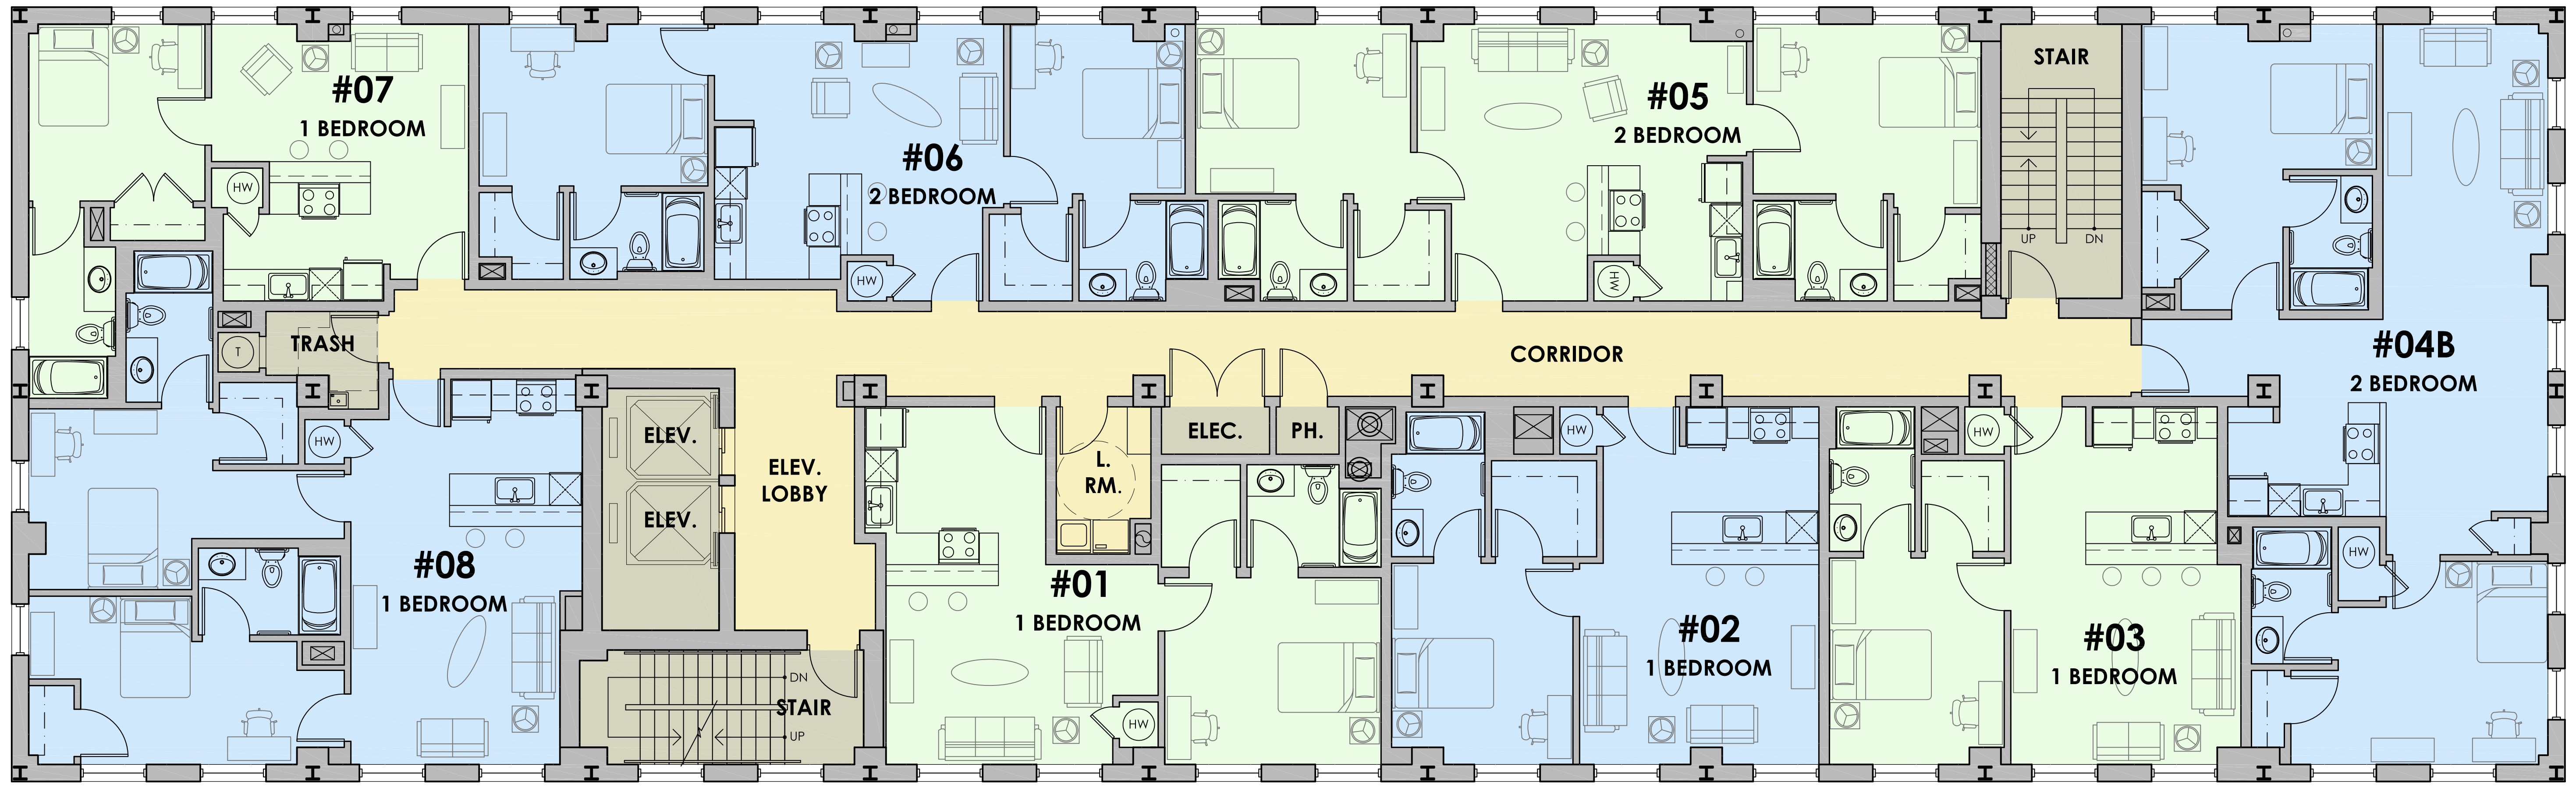 #07
1 BEDROOM
HW
#06
2 BEDROOM
HW
#05
2 BEDROOM
HW
STAIR
UP
DN
T
TRASH
CORRIDOR
#04B
2 BEDROOM
HW
HW
#08
1 BEDROOM
ELEV.
ELEV.
ELEV.
LOBBY
DN
STAIR
UP
#01
1 BEDROOM
HW
L.
RM.
ELEC.
PH.
HW
#02
1 BEDROOM
HW
#03
1 BEDROOM